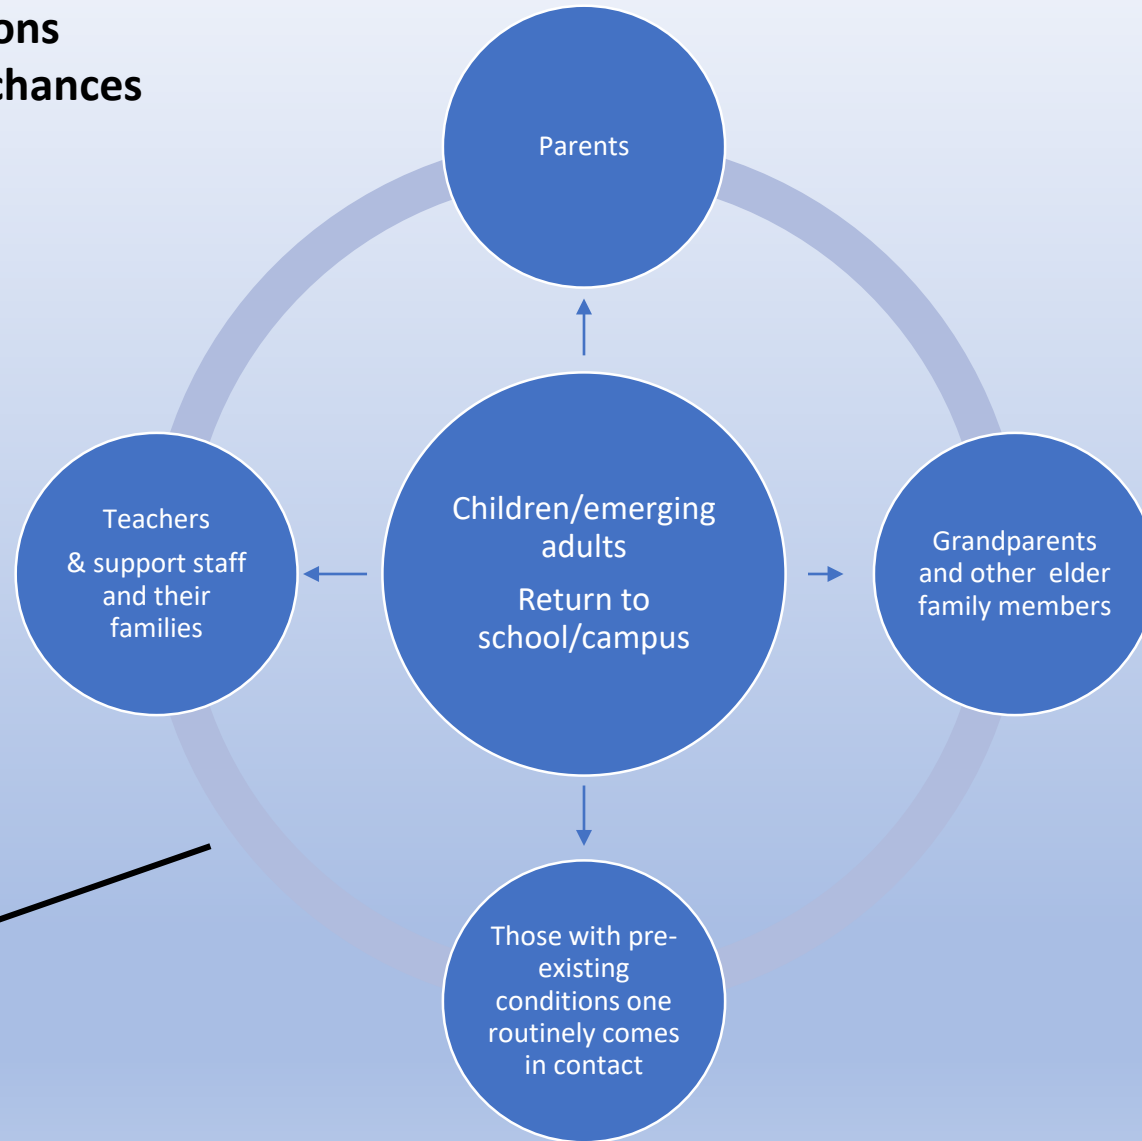 ons
chances
Parents
Teachers
& support staff
and their
families
Children/emerging
adults
Return to
school/campus
Grandparents
and other elder
family members
Those with pre-
existing
conditions one
routinely comes
in contact